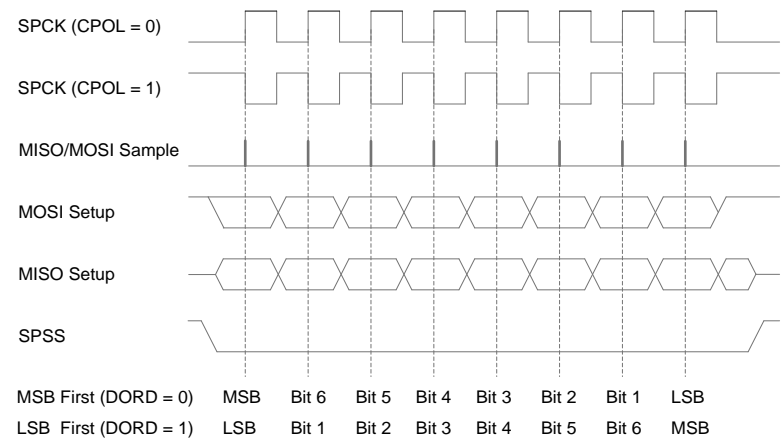 SPCK (CPOL = 0)
SPCK (CPOL = 1)
MISO/MOSI Sample
MOSI Setup
MISO Setup
SPSS
MSB First (DORD = 0) MSB Bit 6 Bit 5 Bit 4 Bit 3 Bit 2 Bit 1 LSB
LSB First (DORD = 1) LSB Bit 1 Bit 2 Bit 3 Bit 4 Bit 5 Bit 6 MSB